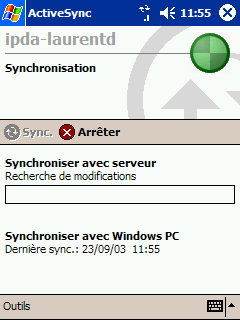 ActiveSync 11:55
ipda-laurentd
Synchronisation
Sync. Arrêter
Synchroniser avec serveur
Recherche de modifications
Synchroniser avec Windows PC
Dernière sync.: 23/09/03 11:55
Outils